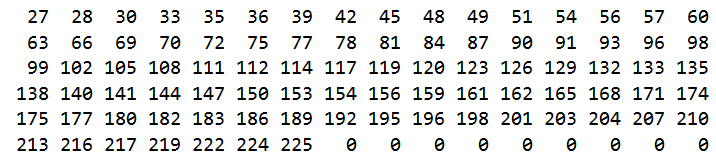 27 28 30 33 35 36 39 42 45 48 49 51 54 56 57 60
63 66 69 70 72 75 77 78 81 84 87 90 91 93 96 98
99 102 105 108 111 112 114 117 119 120 123 126 129 132 133 135
138 140 141 144 147 150 153 154 156 159 161 162 165 168 171 174
175 177 180 182 183 186 189 192 195 196 198 201 203 204 207 210
213 216 217 219 222 224 225 0 0 0 0 0 0 0 0 0